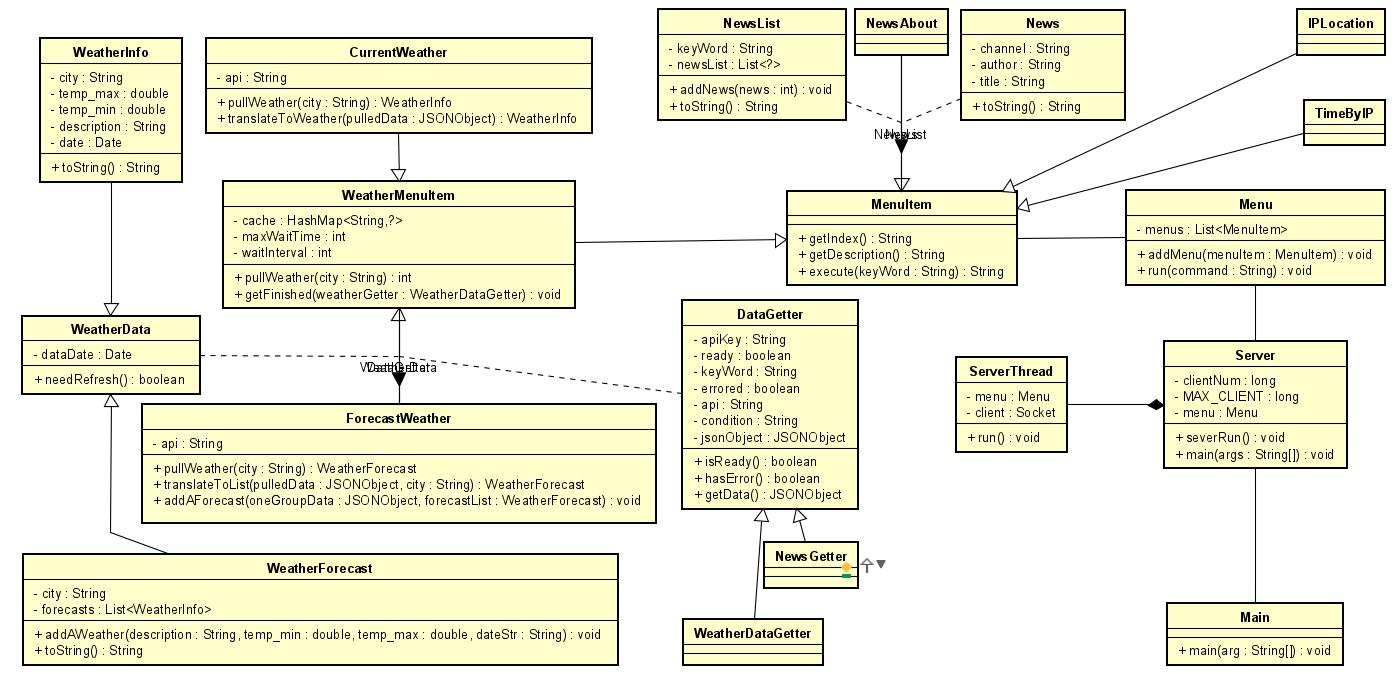 WeatherInfo
- city : String
- temp_max : double
- temp_min : double
- description : String
- date : Date
+ toString() : String
CurrentWeather
- api : String
+ pullWeather(city : String) : WeatherInfo
+ translateToWeather(pulledData : JSONObject) : WeatherInfo
NewsList
- keyWord : String
- newsList : List<?>
+ addNews(news : int) : void
+ toString() : String
NewsAbout
News
- channel : String
- author : String
- title : String
+ toString() : String
IPLocation
TimeByIP
WeatherMenuItem
- cache : HashMap<String,?>
- maxWaitTime : int
- waitInterval : int
+ pullWeather(city : String) : int
+ getFinished(weatherGetter : WeatherDataGetter) : void
MenuItem
+ getIndex() : String
+ getDescription() : String
+ execute(keyWord : String) : String
Menu
- menus : List<MenuItem>
+ addMenu(menuItem : MenuItem) : void
+ run(command : String) : void
WeatherData
- dataDate : Date
+ needRefresh() : boolean
DataGetter
- apiKey : String
- ready : boolean
- keyWord : String
- errored : boolean
- api : String
- condition : String
- jsonObject : JSONObject
+ isReady() : boolean
+ hasError() : boolean
+ getData() : JSONObject
ServerThread
- menu : Menu
- client : Socket
+ run() : void
Server
- clientNum : long
- MAX_CLIENT : long
- menu : Menu
+ severRun() : void
+ main(args : String[]) : void
ForecastWeather
- api : String
+ pullWeather(city : String) : WeatherForecast
+ translateToList(pulledData : JSONObject, city : String) : WeatherForecast
+ addAForecast(oneGroupData : JSONObject, forecastList : WeatherForecast) : void
NewsGetter
WeatherForecast
- city : String
- forecasts : List<WeatherInfo>
+ addAWeather(description : String, temp_min : double, temp_max : double, dateStr : String) : void
+ toString() : String
WeatherDataGetter
Main
+ main(arg : String[]) : void